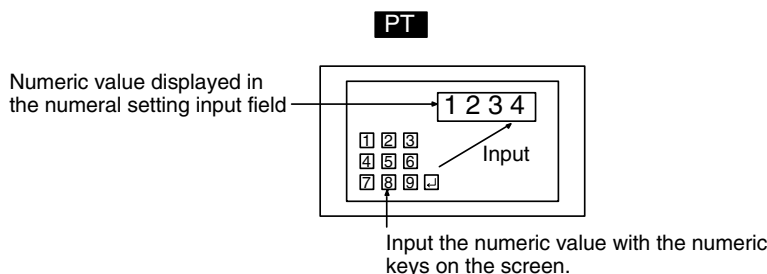 PT
Numeric value displayed in
the numeral setting input field
1 2 3 4
1 2 3
4 5 6
7 8 9 ↵
Input
Input the numeric value with the numeric
keys on the screen.